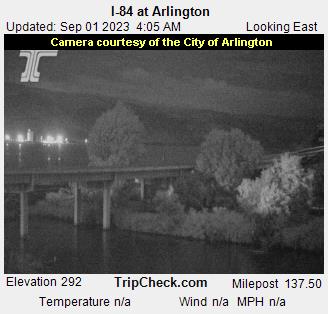 I-84 at Arlington
Updated: Sep 01 2023 4:05 AM Looking East
Camera courtesy of the City of Arlington
Elevation 292 TripCheck.com Milepost 137.50
Temperature n/a Wind n/a MPH n/a